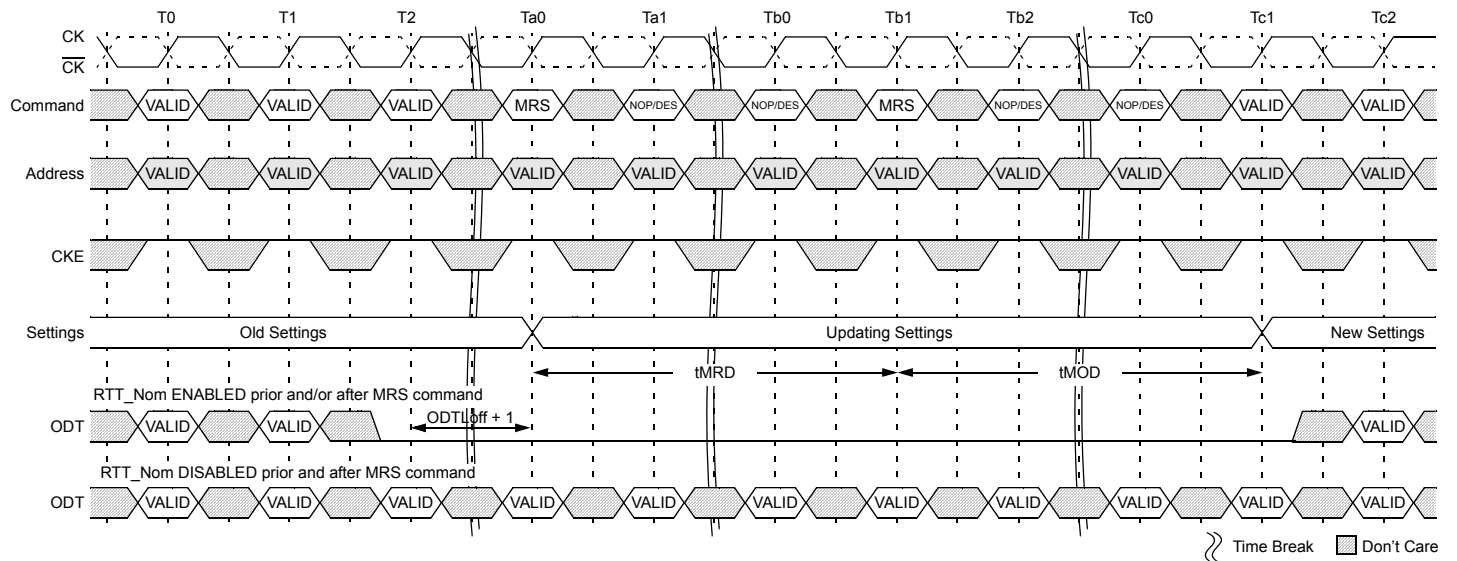 T0 T1 T2 Ta0 Ta1 Tb0 Tb1 Tb2 Tc0 Tc1 Tc2
CK
CK
Command VALID VALID VALID MRS NOP/DES NOP/DES MRS NOP/DES NOP/DES VALID VALID
Address VALID VALID VALID VALID VALID VALID VALID VALID VALID VALID VALID
CKE
Settings Old Settings Updating Settings New Settings
tMRD tMOD
RTT_Nom ENABLED prior and/or after MRS command
ODTLoff + 1
ODT VALID VALID VALID
RTT_Nom DISABLED prior and after MRS command
ODT VALID VALID VALID VALID VALID VALID VALID VALID VALID VALID VALID
Time Break Don't Care